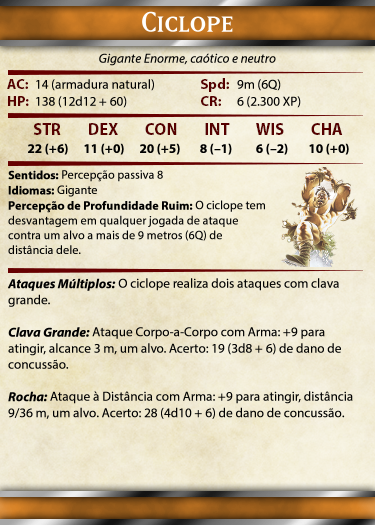 CICLOPE
Gigante Enorme, caótico e neutro
AC: 14 (armadura natural) Spd: 9m (6Q)
HP: 138 (12d12 + 60) CR: 6 (2.300 XP)
STR DEX CON INT WIS CHA
22 (+6) 11 (+0) 20 (+5) 8 (–1) 6 (–2) 10 (+0)
Sentidos: Percepção passiva 8
Idiomas: Gigante
Percepção de Profundidade Ruim: O ciclope tem
desvantagem em qualquer jogada de ataque
contra um alvo a mais de 9 metros (6Q) de
distância dele.
Ataques Múltiplos: O ciclope realiza dois ataques com clava
grande.
Clava Grande: Ataque Corpo-a-Corpo com Arma: +9 para
atingir, alcance 3 m, um alvo. Acerto: 19 (3d8 + 6) de dano de
concussão.
Rocha: Ataque à Distância com Arma: +9 para atingir, distância
9/36 m, um alvo. Acerto: 28 (4d10 + 6) de dano de concussão.